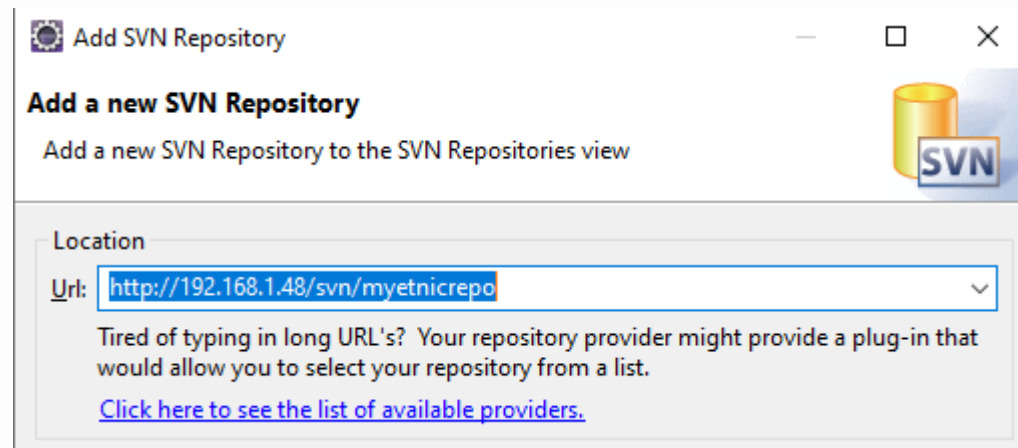 Add SVN Repository
Add a new SVN Repository
Add a new SVN Repository to the SVN Repositories view
SVN
Location
Url: http://192.168.1.48/svn/myetnicrepo
Tired of typing in long URL's? Your repository provider might provide a plug-in that
would allow you to select your repository from a list.
Click here to see the list of available providers.